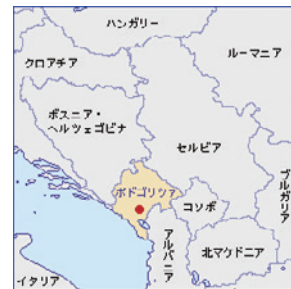 ハンガリー
ルーマニア
クロアチア
ボスニア・
ヘルツェゴビナ
セルビア
ブルガリア
ポドゴリツァ
コソボ
アルバニア
北マケドニア
イタリア